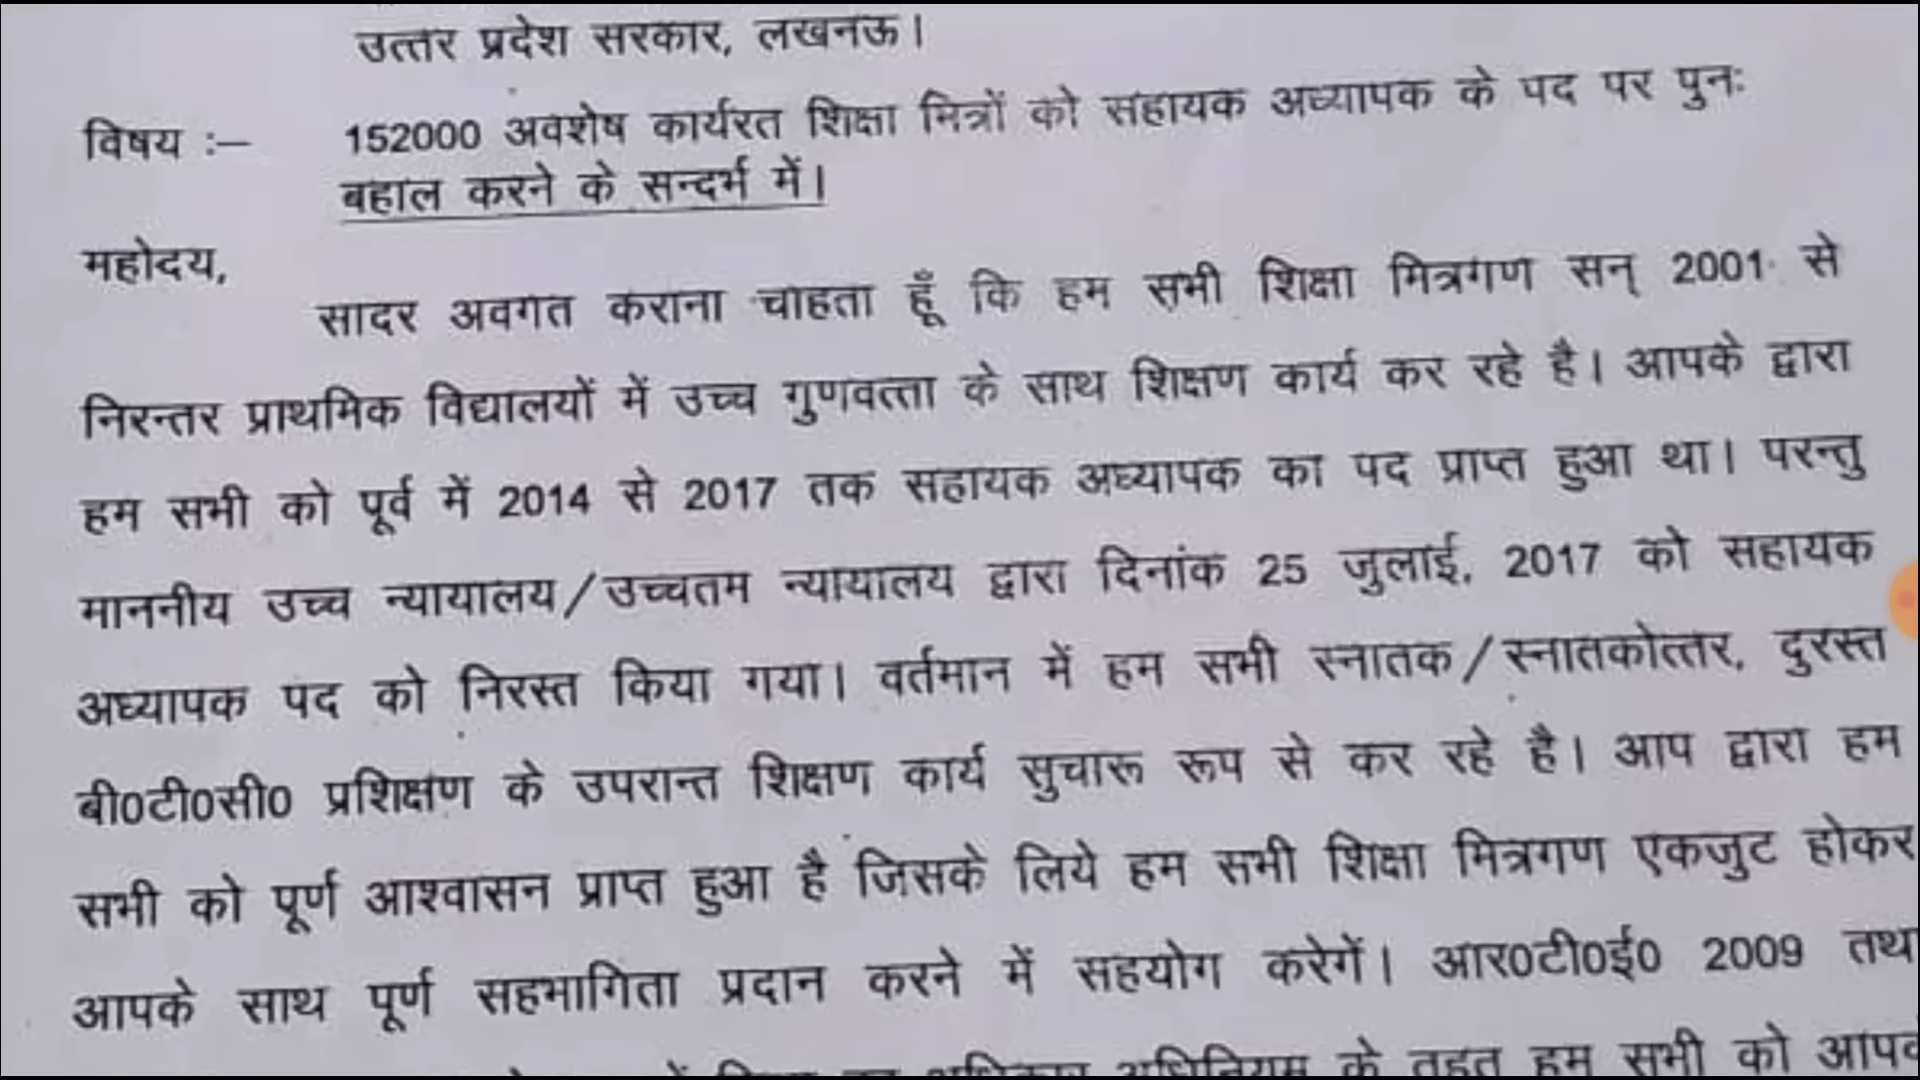 उत्तर प्रदेश सरकार, लखनऊ।
विषय :– 152000 अवशेष कार्यरत शिक्षा मित्रों को सहायक अध्यापक के पद पर पुनः
बहाल करने के सन्दर्भ में।
महोदय,
सादर अवगत कराना चाहता हूँ कि हम सभी शिक्षा मित्रगण सन् 2001 से
निरन्तर प्राथमिक विद्यालयों में उच्च गुणवत्ता के साथ शिक्षण कार्य कर रहे है। आपके द्वारा
हम सभी को पूर्व में 2014 से 2017 तक सहायक अध्यापक का पद प्राप्त हुआ था। परन्तु
माननीय उच्च न्यायालय/उच्चतम न्यायालय द्वारा दिनांक 25 जुलाई, 2017 को सहायक
अध्यापक पद को निरस्त किया गया। वर्तमान में हम सभी स्नातक/स्नातकोत्तर, दुरस्त
बी0टी0सी0 प्रशिक्षण के उपरान्त शिक्षण कार्य सुचारू रूप से कर रहे है। आप द्वारा हम
सभी को पूर्ण आश्वासन प्राप्त हुआ है जिसके लिये हम सभी शिक्षा मित्रगण एकजुट होकर
आपके साथ पूर्ण सहभागिता प्रदान करने में सहयोग करेगें। आर0टी0ई0 2009 तथा
अधिनियम के तहत हम सभी को